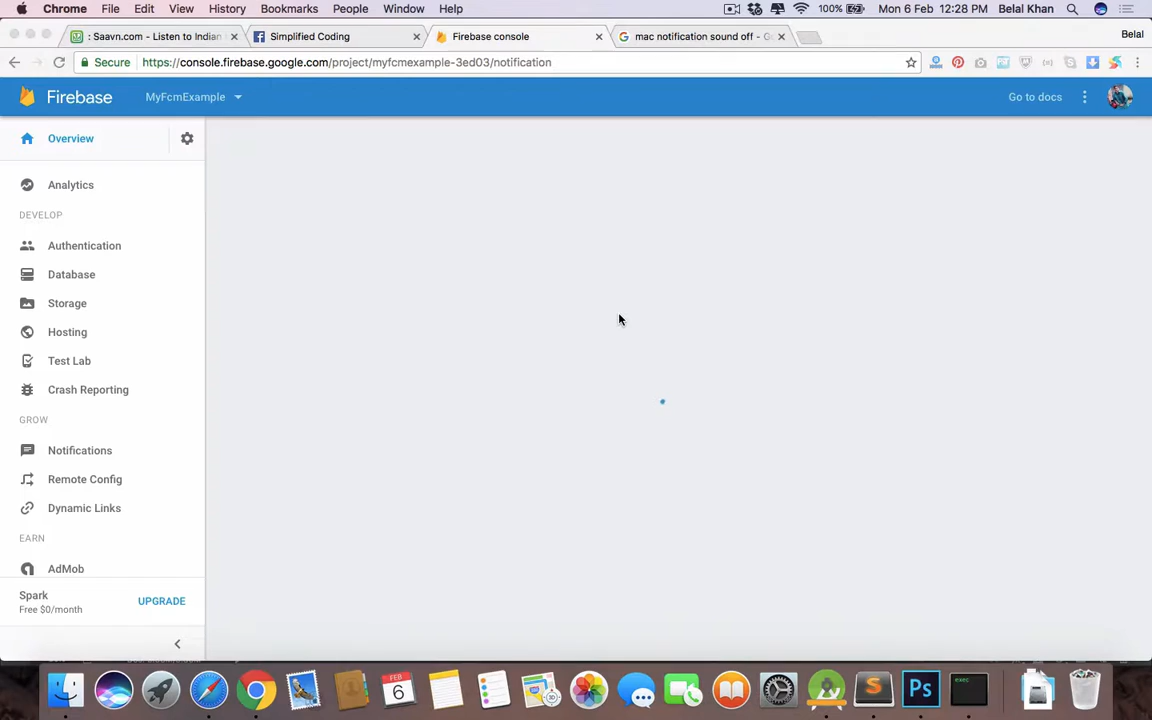 Chrome File Edit View History Bookmarks People Window Help 100% Mon 6 Feb 12:28 PM Belal Khan
: Saavn.com - Listen to Indian Simplified Coding Firebase console mac notification sound off - G Belal
Secure https://console.firebase.google.com/project/myfcmexample-3ed03/notification
Firebase MyFcmExample Go to docs
Overview
Analytics
DEVELOP
Authentication
Database
Storage
Hosting
Test Lab
Crash Reporting
GROW
Notifications
Remote Config
Dynamic Links
EARN
AdMob
Spark
Free $0/month UPGRADE
FEB
6 30 S Ps exec